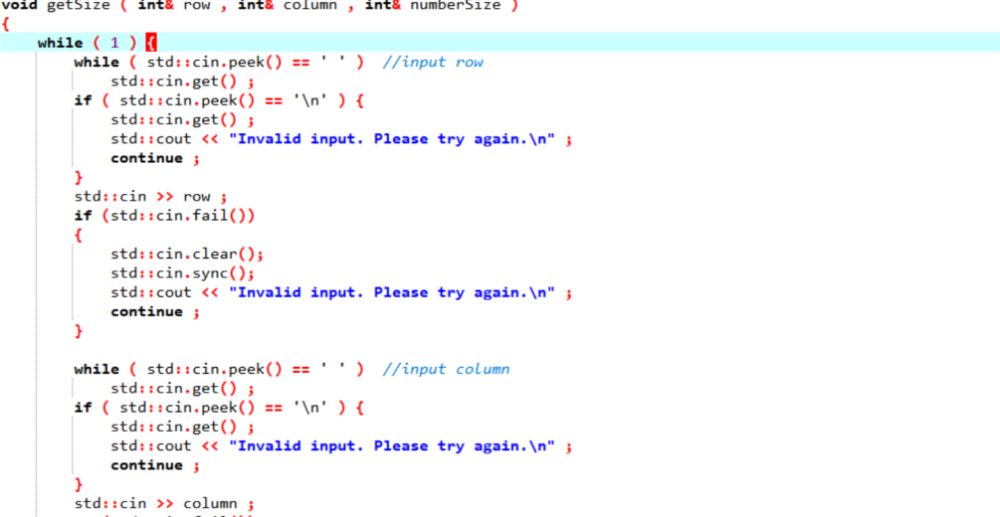 void getSize ( int& row , int& column , int& numberSize )
{
    while ( 1 ) {
        while ( std::cin.peek() == ' ' )  //input row
            std::cin.get() ;
        if ( std::cin.peek() == '\n' ) {
            std::cin.get() ;
            std::cout << "Invalid input. Please try again.\n" ;
            continue ;
        }
        std::cin >> row ;
        if (std::cin.fail())
        {
            std::cin.clear();
            std::cin.sync();
            std::cout << "Invalid input. Please try again.\n" ;
            continue ;
        }

        while ( std::cin.peek() == ' ' )  //input column
            std::cin.get() ;
        if ( std::cin.peek() == '\n' ) {
            std::cin.get() ;
            std::cout << "Invalid input. Please try again.\n" ;
            continue ;
        }
        std::cin >> column ;